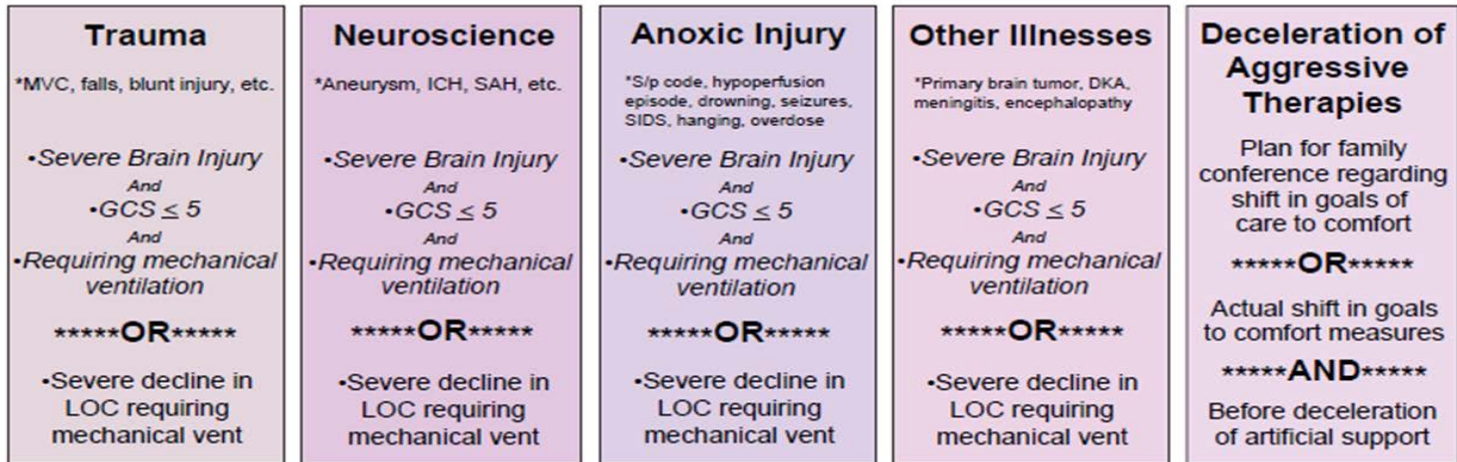 Trauma
*MVC, falls, blunt injury, etc.
•Severe Brain Injury
And
•GCS ≤ 5
And
•Requiring mechanical
ventilation
*****OR*****
•Severe decline in
LOC requiring
mechanical vent
Neuroscience
*Aneurysm, ICH, SAH, etc.
•Severe Brain Injury
And
•GCS ≤ 5
And
•Requiring mechanical
ventilation
*****OR*****
•Severe decline in
LOC requiring
mechanical vent
Anoxic Injury
*S/p code, hypoperfusion
episode, drowning, seizures,
SIDS, hanging, overdose
•Severe Brain Injury
And
•GCS ≤ 5
And
•Requiring mechanical
ventilation
*****OR*****
•Severe decline in
LOC requiring
mechanical vent
Other Illnesses
*Primary brain tumor, DKA,
meningitis, encephalopathy
•Severe Brain Injury
And
•GCS ≤ 5
And
•Requiring mechanical
ventilation
*****OR*****
•Severe decline in
LOC requiring
mechanical vent
Deceleration of
Aggressive
Therapies
Plan for family
conference regarding
shift in goals of
care to comfort
*****OR*****
Actual shift in goals
to comfort measures
*****AND*****
Before deceleration
of artificial support